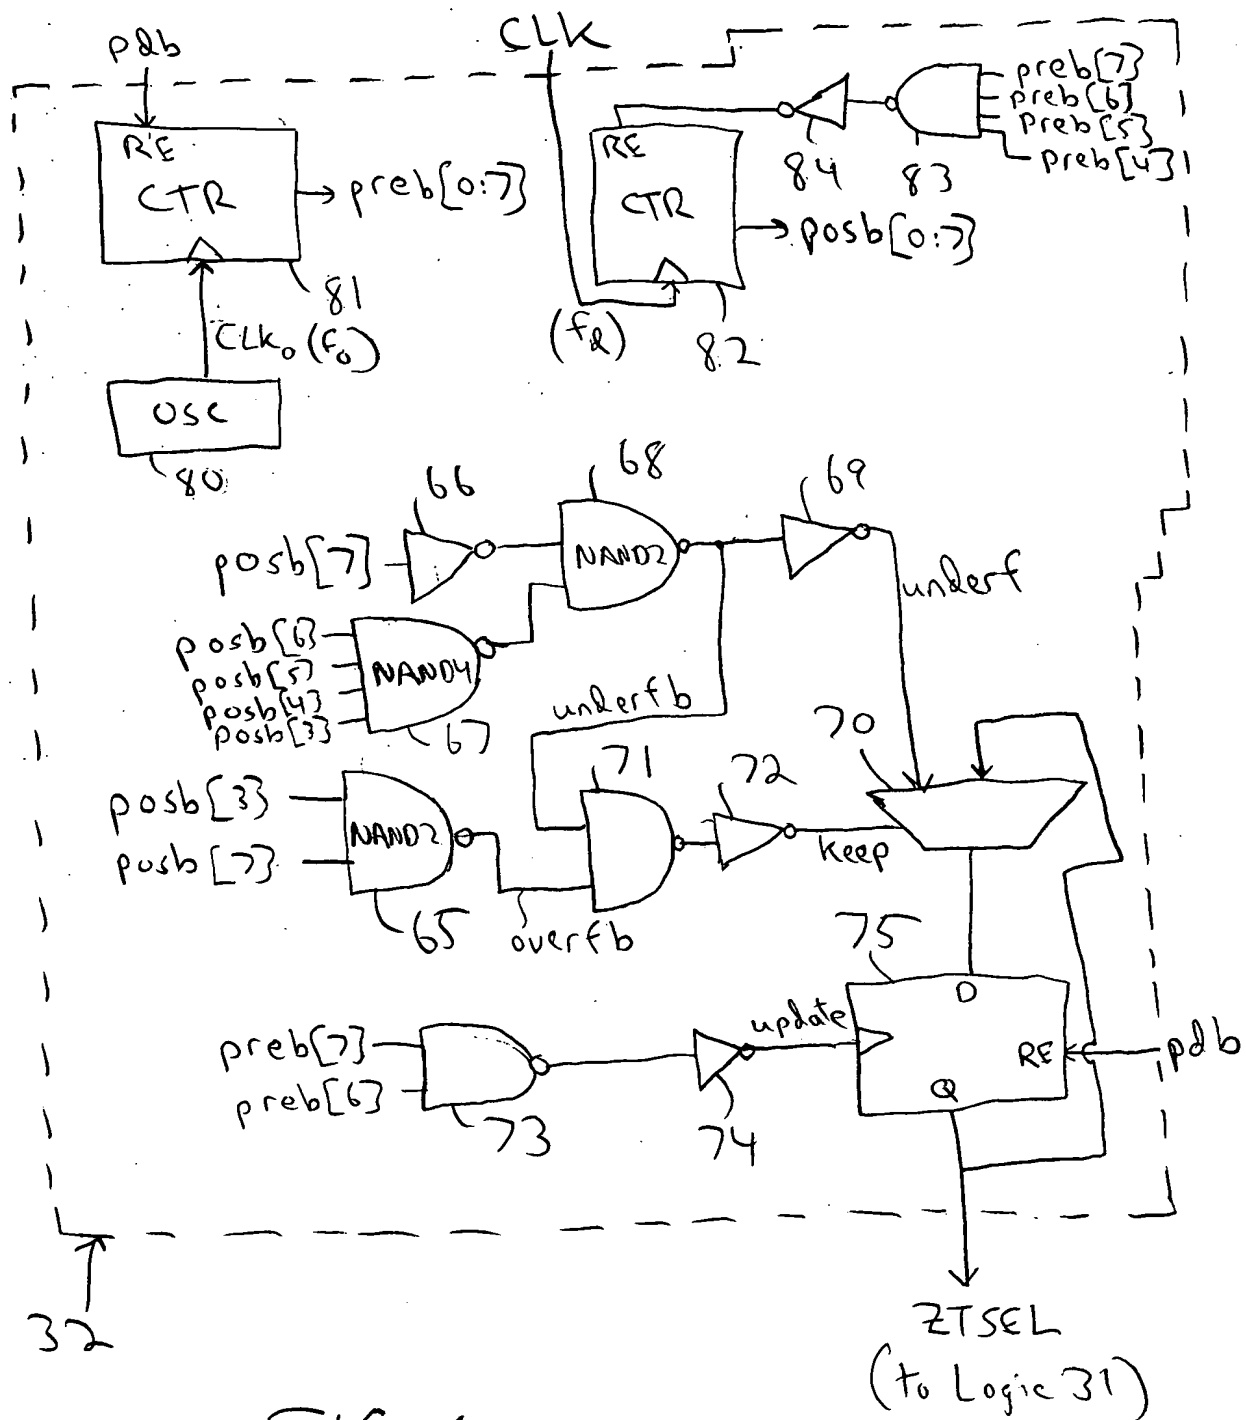 pdb
CLK
RE
CTR
preb[0:7]
81
CLK₀ (f₀)
OSC
80
RE
CTR
posb[0:7]
82
(fd)
84
83
preb[7]
preb[6]
preb[5]
preb[4]
66
68
69
posb[7]
NAND2
underf
posb[6]
posb[5]
posb[4]
posb[3]
NAND4
67
underfb
70
71
72
posb[3]
posb[7]
NAND2
65
overfb
keep
75
preb[7]
preb[6]
73
74
update
D
RE
Q
pdb
32
ZTSEL
(to Logic 31)